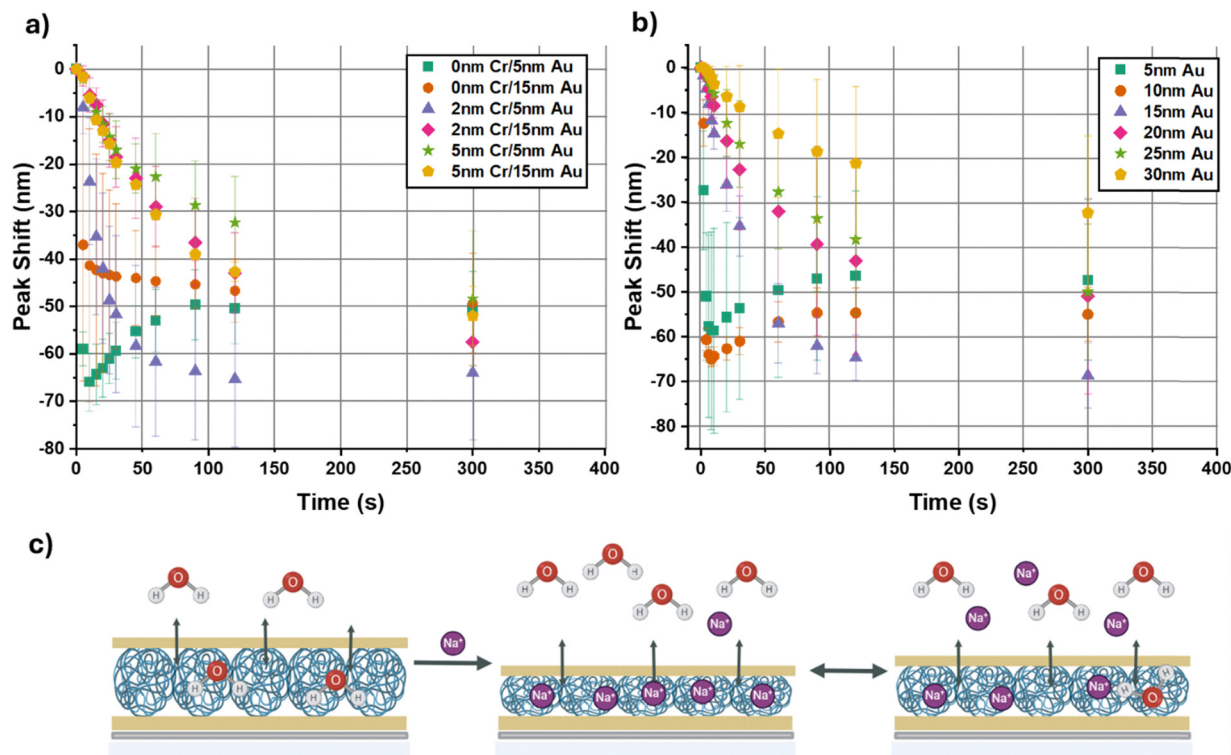 a)
0
-10
-20
-30
-40
-50
-60
-70
-80
Peak Shift (nm)
0nm Cr/5nm Au
0nm Cr/15nm Au
2nm Cr/5nm Au
2nm Cr/15nm Au
5nm Cr/5nm Au
5nm Cr/15nm Au
0 50 100 150 200 250 300 350 400
Time (s)
b)
0
-10
-20
-30
-40
-50
-60
-70
-80
Peak Shift (nm)
5nm Au
10nm Au
15nm Au
20nm Au
25nm Au
30nm Au
0 50 100 150 200 250 300 350 400
Time (s)
c)
O H H
O H H
O H H
O H H
Na⁺
O H H
O H H
O H H
O H H
Na⁺
Na⁺ Na⁺ Na⁺ Na⁺ Na⁺
O H H
Na⁺
O H H
O H H
Na⁺
Na⁺
Na⁺ Na⁺ Na⁺ H O H